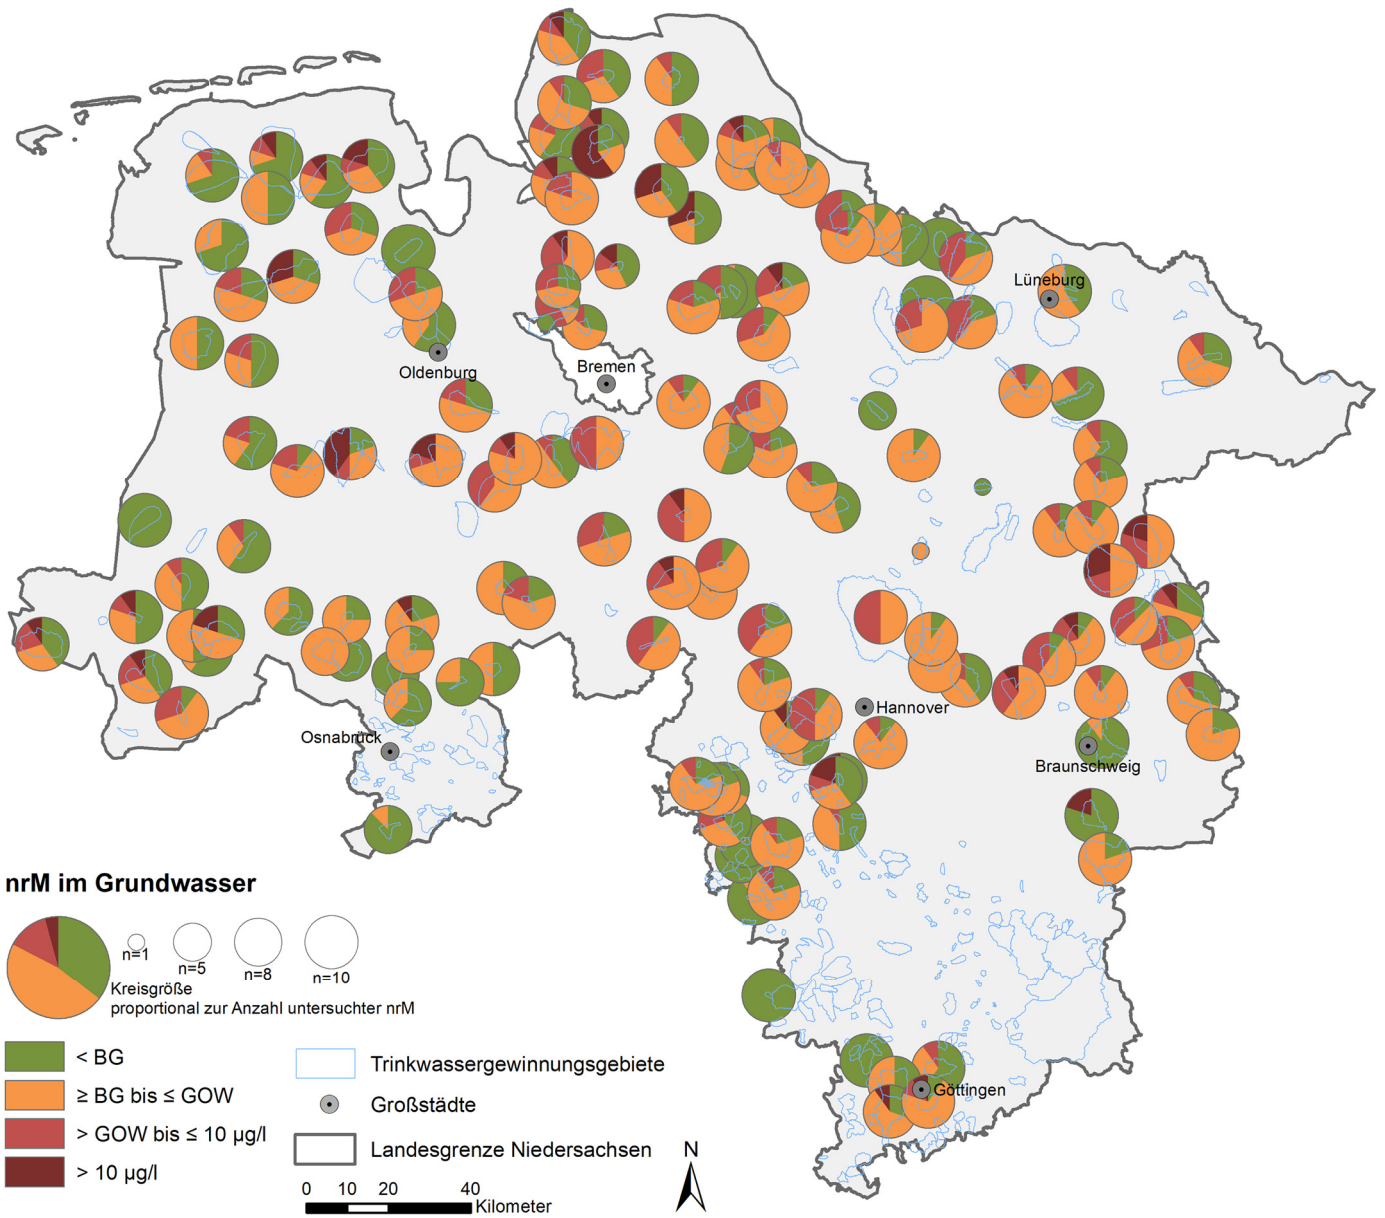 Lüneburg
Bremen
Oldenburg
Hannover
Osnabrück
Braunschweig
Göttingen
nrM im Grundwasser
n=1
n=5
n=8
n=10
Kreisgröße
proportional zur Anzahl untersuchter nrM
< BG
≥ BG bis ≤ GOW
> GOW bis ≤ 10 µg/l
> 10 µg/l
Trinkwassergewinnungsgebiete
Großstädte
Landesgrenze Niedersachsen
0 10 20 40
Kilometer
N